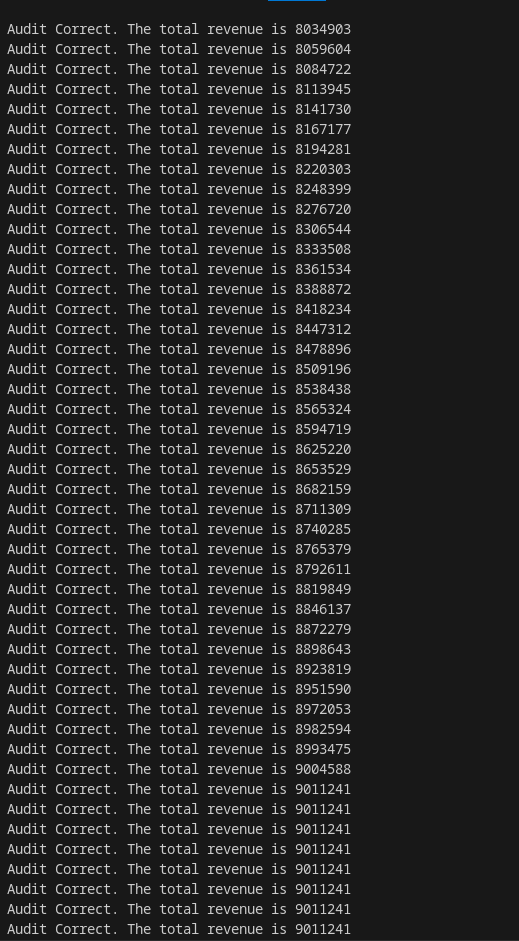 Audit Correct. The total revenue is 8034903
Audit Correct. The total revenue is 8059604
Audit Correct. The total revenue is 8084722
Audit Correct. The total revenue is 8113945
Audit Correct. The total revenue is 8141730
Audit Correct. The total revenue is 8167177
Audit Correct. The total revenue is 8194281
Audit Correct. The total revenue is 8220303
Audit Correct. The total revenue is 8248399
Audit Correct. The total revenue is 8276720
Audit Correct. The total revenue is 8306544
Audit Correct. The total revenue is 8333508
Audit Correct. The total revenue is 8361534
Audit Correct. The total revenue is 8388872
Audit Correct. The total revenue is 8418234
Audit Correct. The total revenue is 8447312
Audit Correct. The total revenue is 8478896
Audit Correct. The total revenue is 8509196
Audit Correct. The total revenue is 8538438
Audit Correct. The total revenue is 8565324
Audit Correct. The total revenue is 8594719
Audit Correct. The total revenue is 8625220
Audit Correct. The total revenue is 8653529
Audit Correct. The total revenue is 8682159
Audit Correct. The total revenue is 8711309
Audit Correct. The total revenue is 8740285
Audit Correct. The total revenue is 8765379
Audit Correct. The total revenue is 8792611
Audit Correct. The total revenue is 8819849
Audit Correct. The total revenue is 8846137
Audit Correct. The total revenue is 8872279
Audit Correct. The total revenue is 8898643
Audit Correct. The total revenue is 8923819
Audit Correct. The total revenue is 8951590
Audit Correct. The total revenue is 8972053
Audit Correct. The total revenue is 8982594
Audit Correct. The total revenue is 8993475
Audit Correct. The total revenue is 9004588
Audit Correct. The total revenue is 9011241
Audit Correct. The total revenue is 9011241
Audit Correct. The total revenue is 9011241
Audit Correct. The total revenue is 9011241
Audit Correct. The total revenue is 9011241
Audit Correct. The total revenue is 9011241
Audit Correct. The total revenue is 9011241
Audit Correct. The total revenue is 9011241